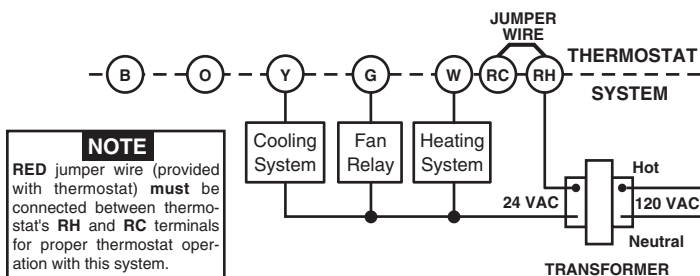 JUMPER
WIRE
THERMOSTAT
B O Y G W RC RH
SYSTEM
Cooling
System
Fan
Relay
Heating
System
NOTE
RED jumper wire (provided
with thermostat) must be
connected between thermo-
stat's RH and RC terminals
for proper thermostat oper-
ation with this system.
Hot
24 VAC
120 VAC
Neutral
TRANSFORMER